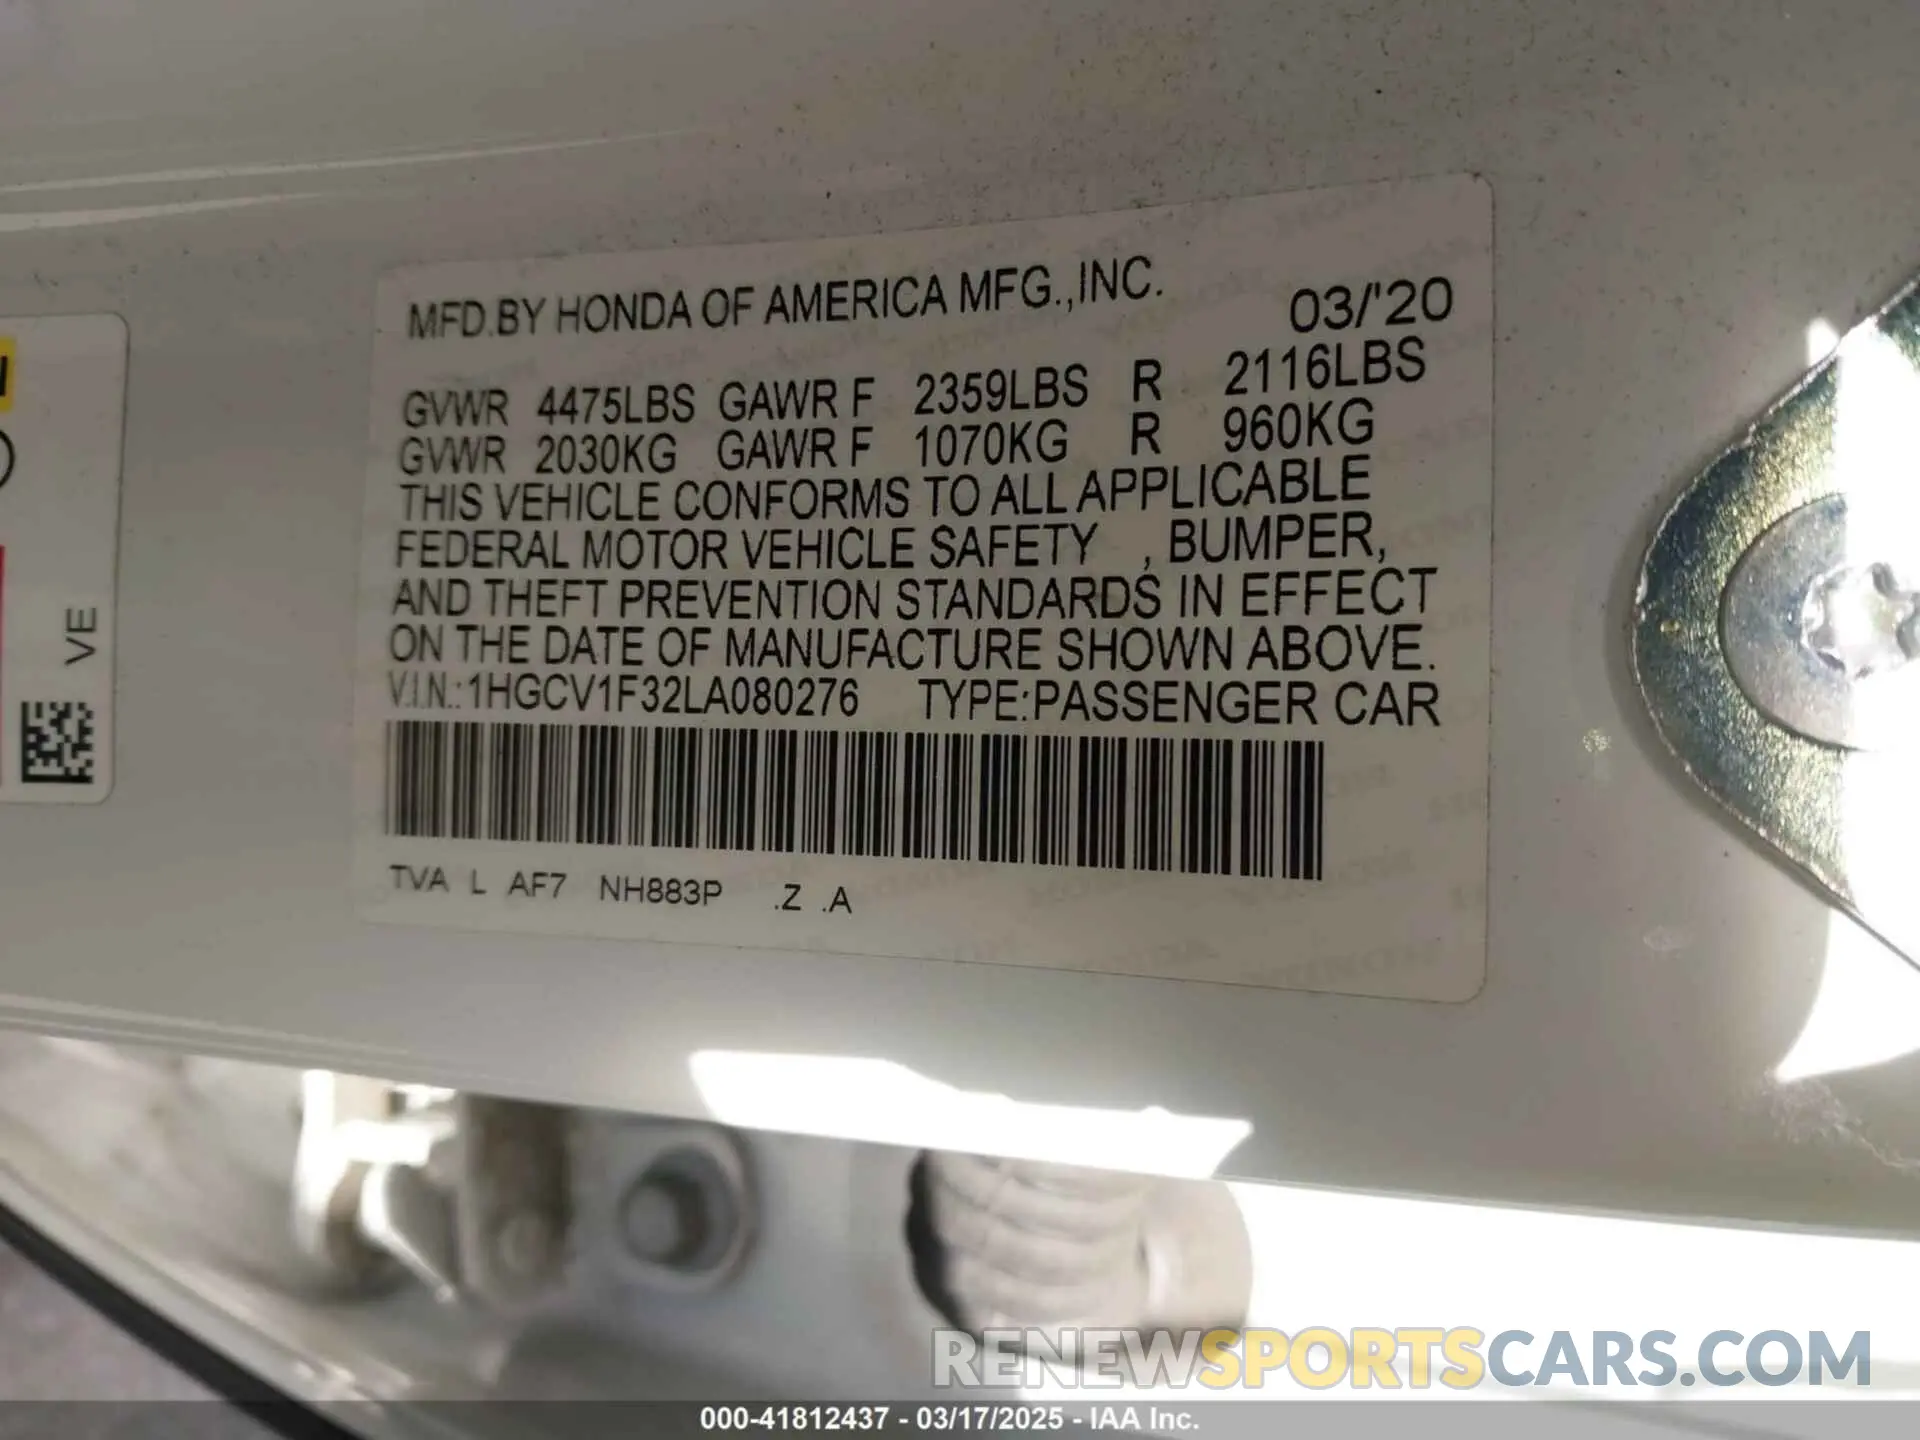 MFD.BY HONDA OF AMERICA MFG.,INC. 03/'20
GVWR 4475LBS GAWR F 2359LBS R 2116LBS
GVWR 2030KG GAWR F 1070KG R 960KG
THIS VEHICLE CONFORMS TO ALL APPLICABLE
FEDERAL MOTOR VEHICLE SAFETY , BUMPER,
AND THEFT PREVENTION STANDARDS IN EFFECT
ON THE DATE OF MANUFACTURE SHOWN ABOVE.
V.I.N.:1HGCV1F32LA080276 TYPE:PASSENGER CAR
TVA L AF7 NH883P .Z .A
VE
RENEWSPORTSCARS.COM
000-41812437 - 03/17/2025 - IAA Inc.